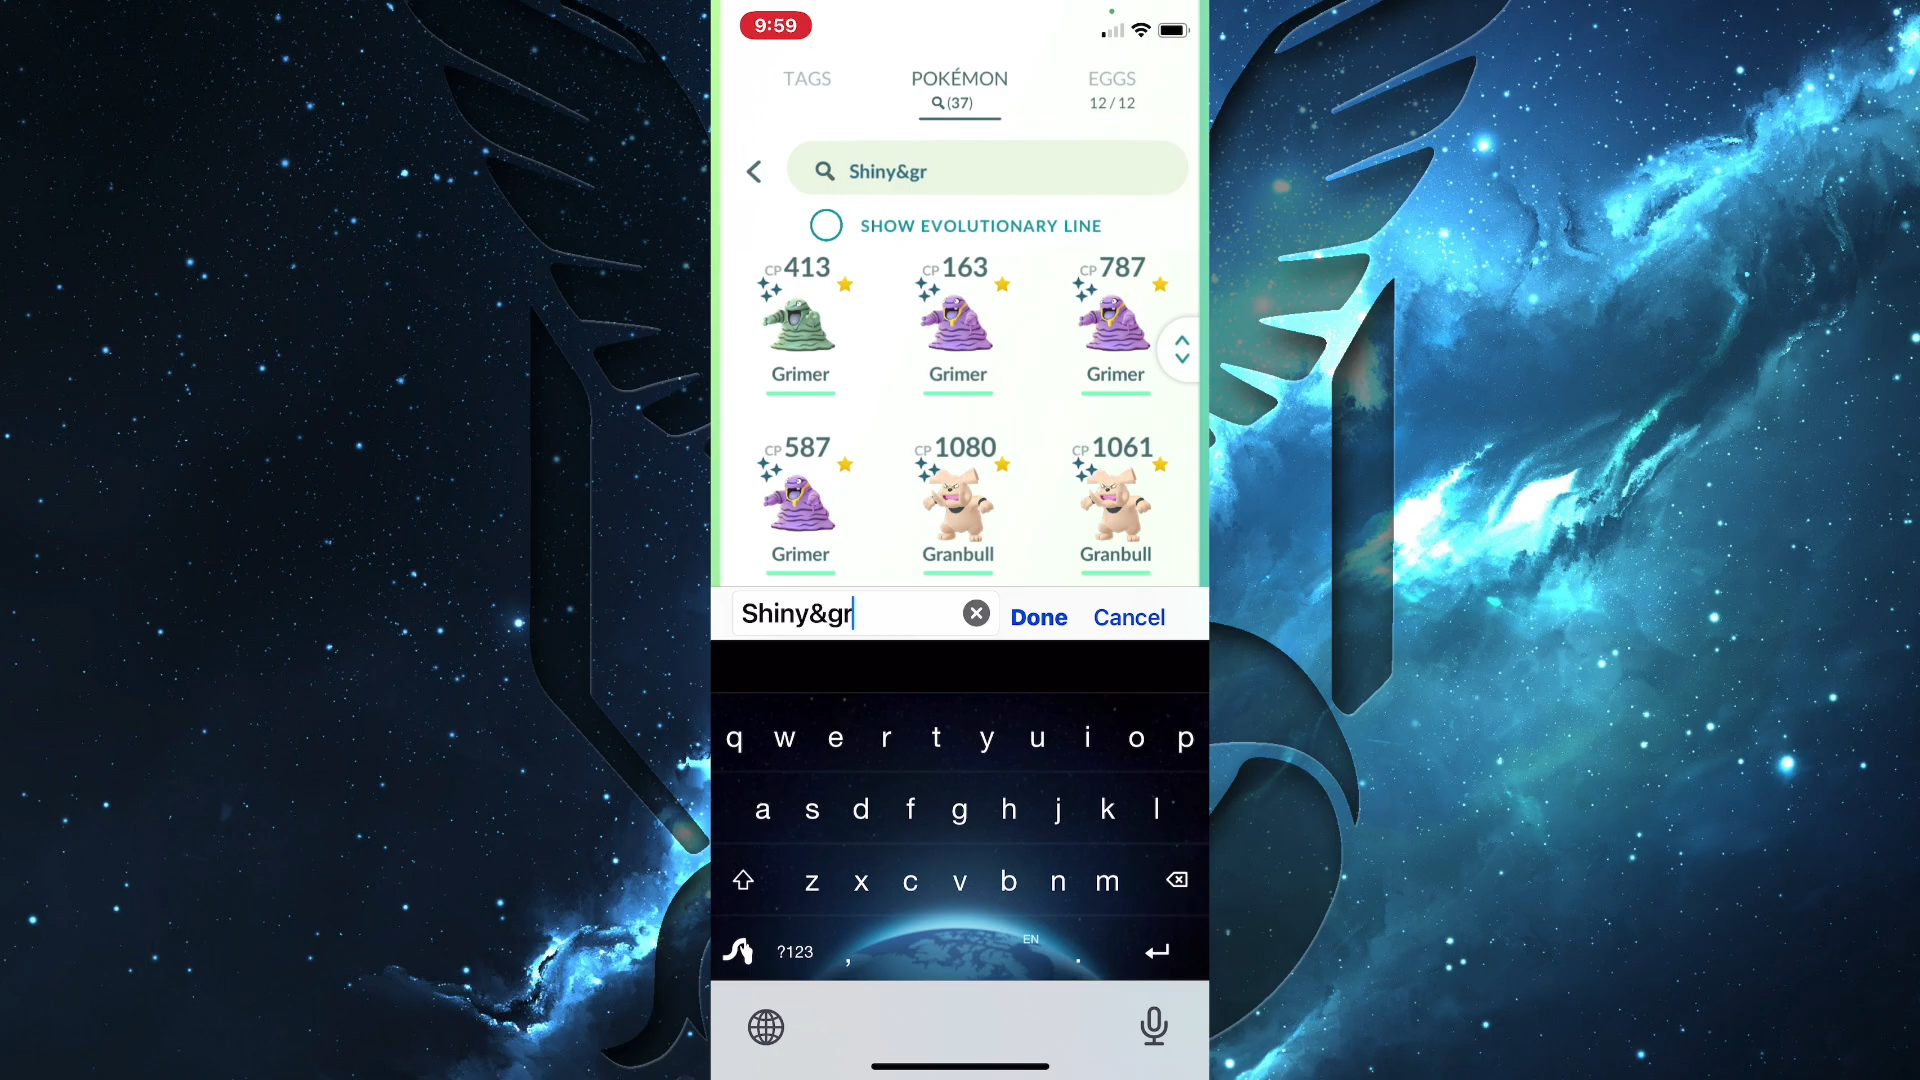 9:59
TAGS POKÉMON EGGS
(37) 12 / 12
Shiny&gr
SHOW EVOLUTIONARY LINE
CP413 CP163 CP787
Grimer Grimer Grimer
CP587 CP1080 CP1061
Grimer Granbull Granbull
Shiny&gr Done Cancel
q w e r t y u i o p
a s d f g h j k l
z x c v b n m
?123 , EN .